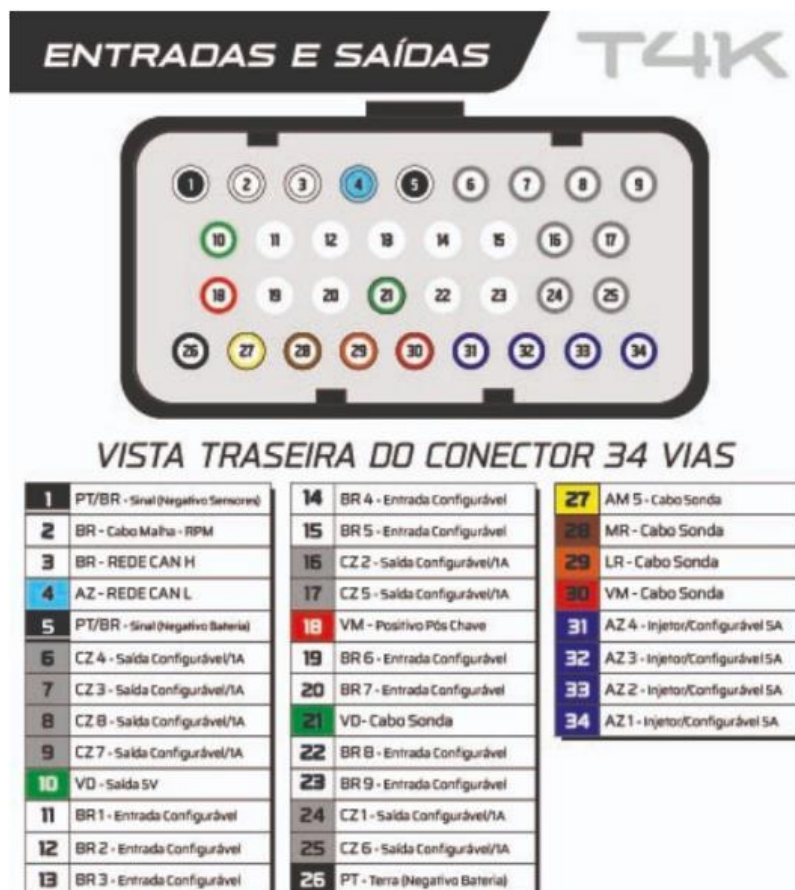 ENTRADAS E SAÍDAS
T4K
1 2 3 4 5 6 7 8 9
10 11 12 13 14 15 16 17
18 19 20 21 22 23 24 25
26 27 28 29 30 31 32 33 34
VISTA TRASEIRA DO CONECTOR 34 VIAS
1 PT/BR - Sinal (Negativo Sensores)
2 BR - Cabo Malha - RPM
3 BR - REDE CAN H
4 AZ - REDE CAN L
5 PT/BR - Sinal (Negativo Bateria)
6 CZ 4 - Saída Configurável/1A
7 CZ 3 - Saída Configurável/1A
8 CZ 8 - Saída Configurável/1A
9 CZ 7 - Saída Configurável/1A
10 VD - Saída 5V
11 BR 1 - Entrada Configurável
12 BR 2 - Entrada Configurável
13 BR 3 - Entrada Configurável
14 BR 4 - Entrada Configurável
15 BR 5 - Entrada Configurável
16 CZ 2 - Saída Configurável/1A
17 CZ 5 - Saída Configurável/1A
18 VM - Positivo Pós Chave
19 BR 6 - Entrada Configurável
20 BR 7 - Entrada Configurável
21 VD- Cabo Sonda
22 BR 8 - Entrada Configurável
23 BR 9 - Entrada Configurável
24 CZ 1 - Saída Configurável/1A
25 CZ 6 - Saída Configurável/1A
26 PT - Terra (Negativo Bateria)
27 AM 5 - Cabo Sonda
28 MR - Cabo Sonda
29 LR - Cabo Sonda
30 VM - Cabo Sonda
31 AZ 4 - Injetor/Configurável 5A
32 AZ 3 - Injetor/Configurável 5A
33 AZ 2 - Injetor/Configurável 5A
34 AZ 1 - Injetor/Configurável 5A